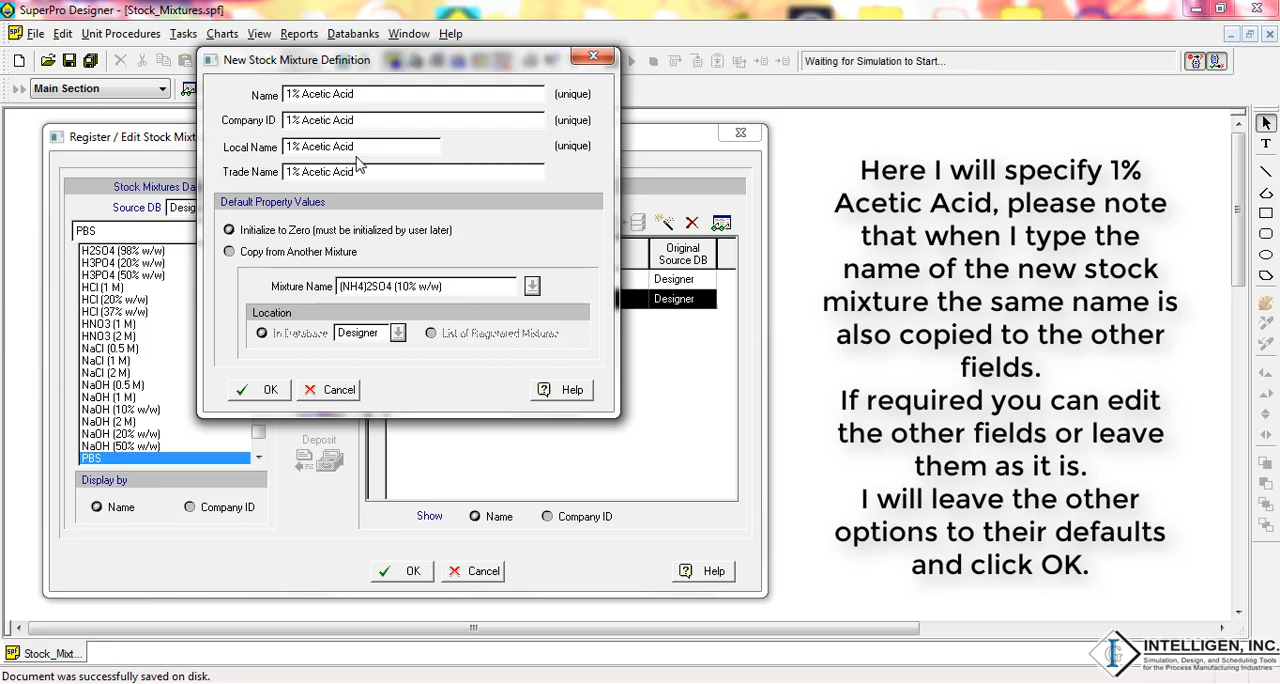 SuperPro Designer - [Stock_Mixtures.spf]
File Edit Unit Procedures Tasks Charts View Reports Databanks Window Help
Waiting for Simulation to Start...
Main Section
New Stock Mixture Definition
Name 1% Acetic Acid (unique)
Company ID 1% Acetic Acid (unique)
Local Name 1% Acetic Acid (unique)
Trade Name 1% Acetic Acid
Default Property Values
Initialize to Zero (must be initialized by user later)
Copy from Another Mixture
Mixture Name (NH4)2SO4 (10% w/w)
Location
In Database Designer List of Registered Mixtures
OK Cancel Help
Register / Edit Stock Mixt
Stock Mixtures Da
Source DB Desig
PBS
H2SO4 (98% w/w)
H3PO4 (20% w/w)
H3PO4 (50% w/w)
HCl (1 M)
HCl (20% w/w)
HCl (37% w/w)
HNO3 (1 M)
HNO3 (2 M)
NaCl (0.5 M)
NaCl (1 M)
NaCl (2 M)
NaOH (0.5 M)
NaOH (1 M)
NaOH (10% w/w)
NaOH (2 M)
NaOH (20% w/w)
NaOH (50% w/w)
PBS
Display by
Name Company ID
Deposit
Original
Source DB
Designer
Designer
Show Name Company ID
OK Cancel Help
Here I will specify 1%
Acetic Acid, please note
that when I type the
name of the new stock
mixture the same name is
also copied to the other
fields.
If required you can edit
the other fields or leave
them as it is.
I will leave the other
options to their defaults
and click OK.
Stock_Mixt...
INTELLIGEN, INC.
Simulation, Design, and Scheduling Tools
for the Process Manufacturing Industries
Document was successfully saved on disk.